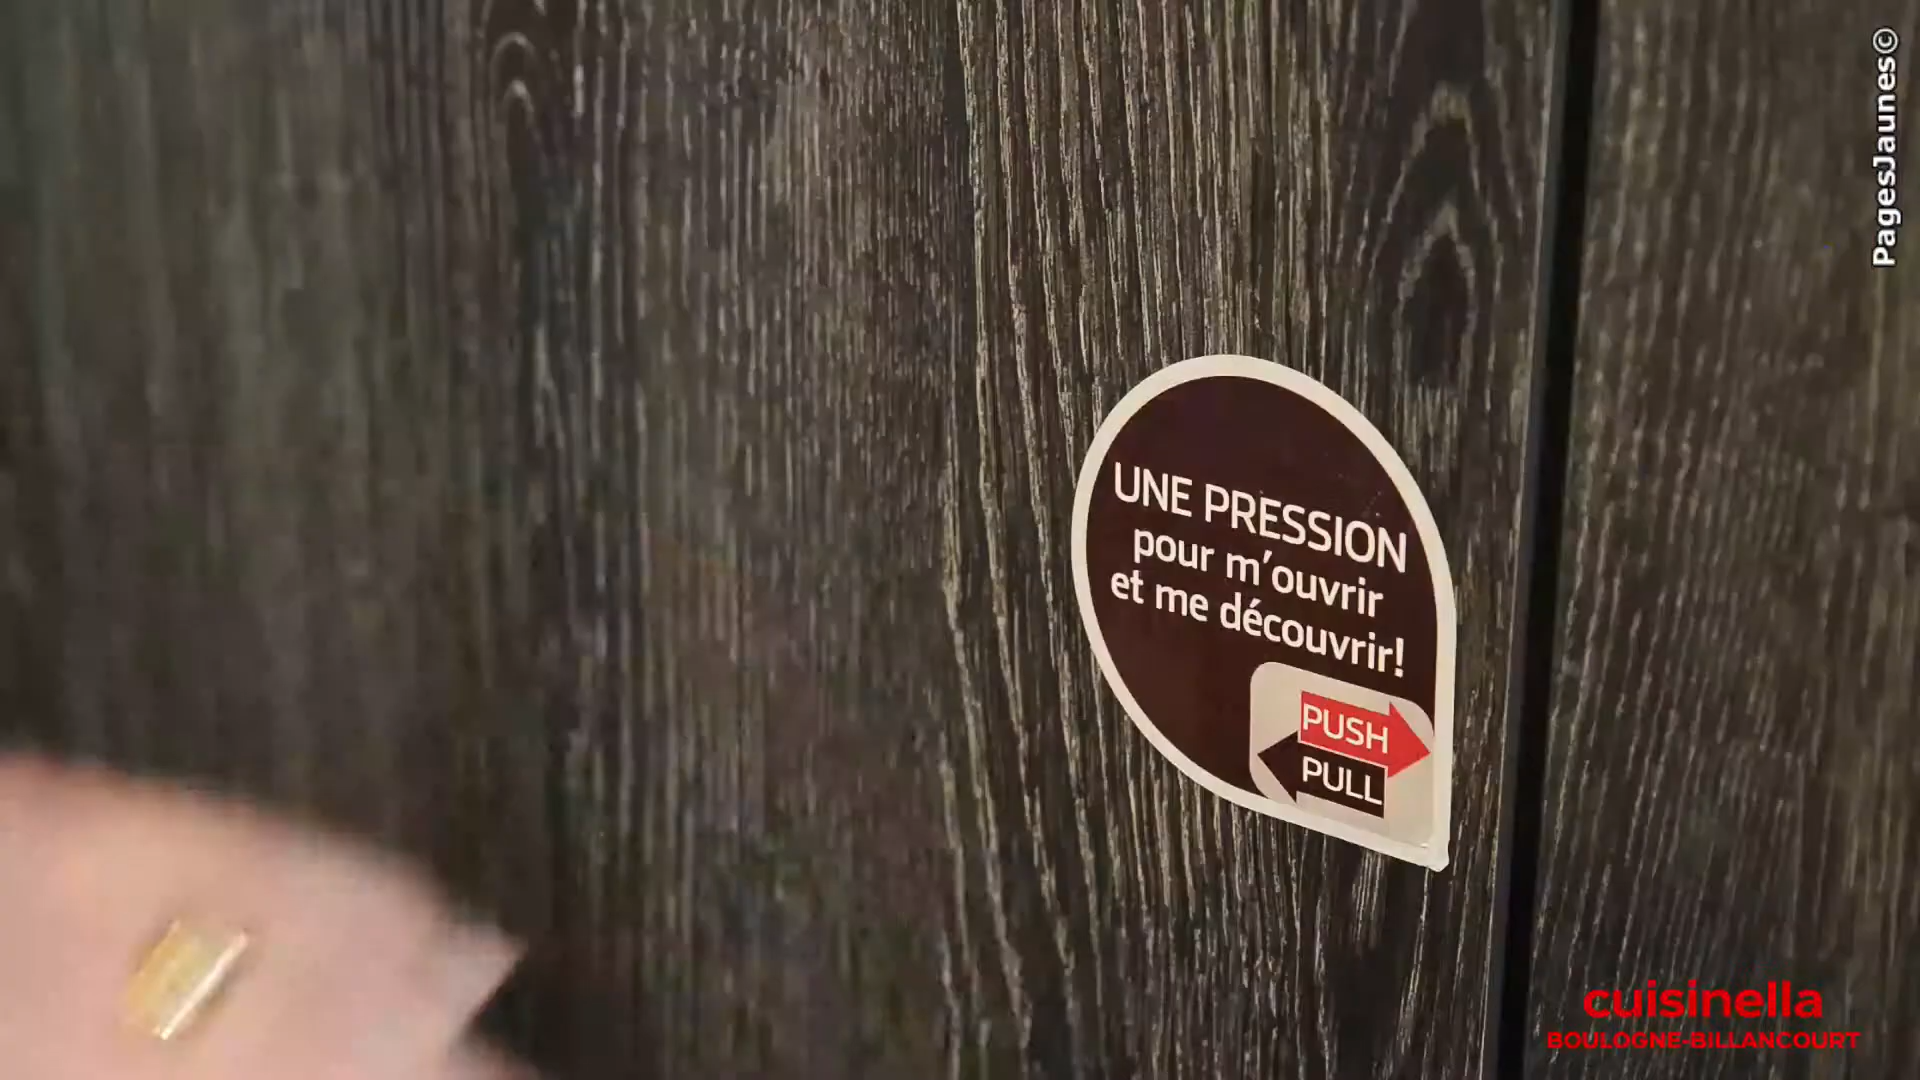 PagesJaunes©
UNE PRESSION
pour m'ouvrir
et me découvrir!
PUSH
PULL
cuisinella
BOULOGNE-BILLANCOURT